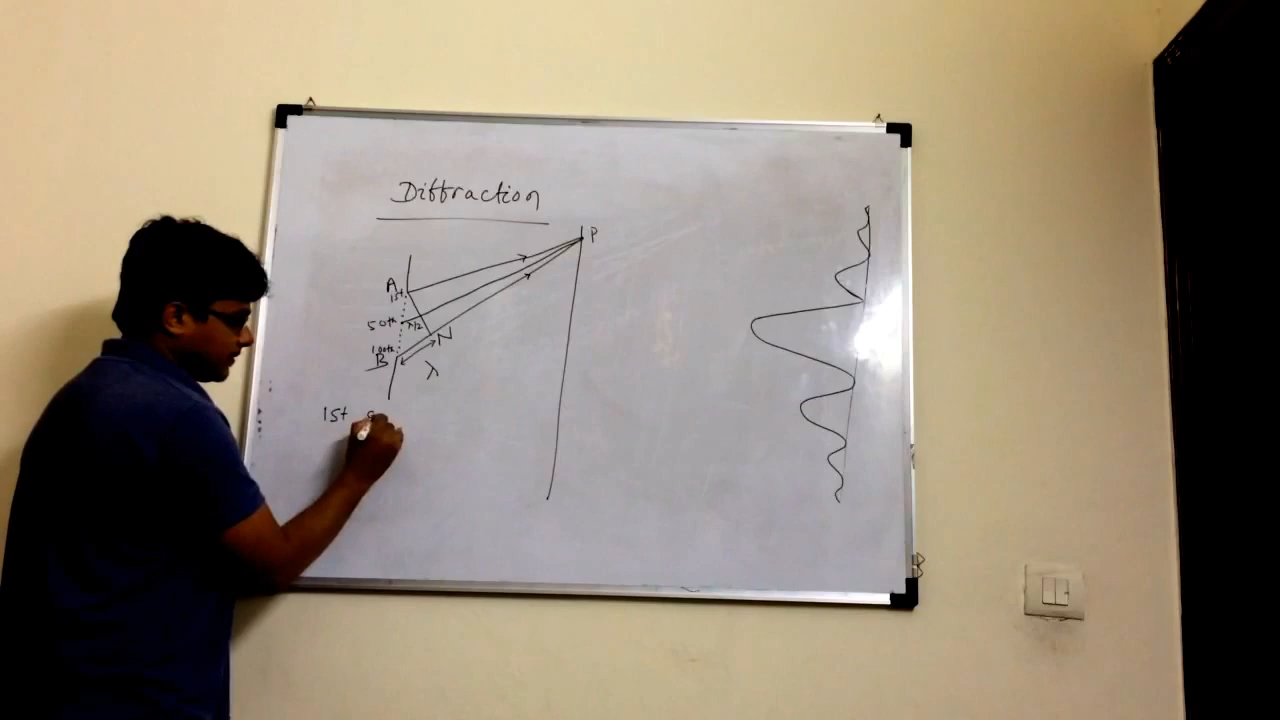 Diffraction
P
A
1st
50th λ/2
N
100th
B
λ
1st